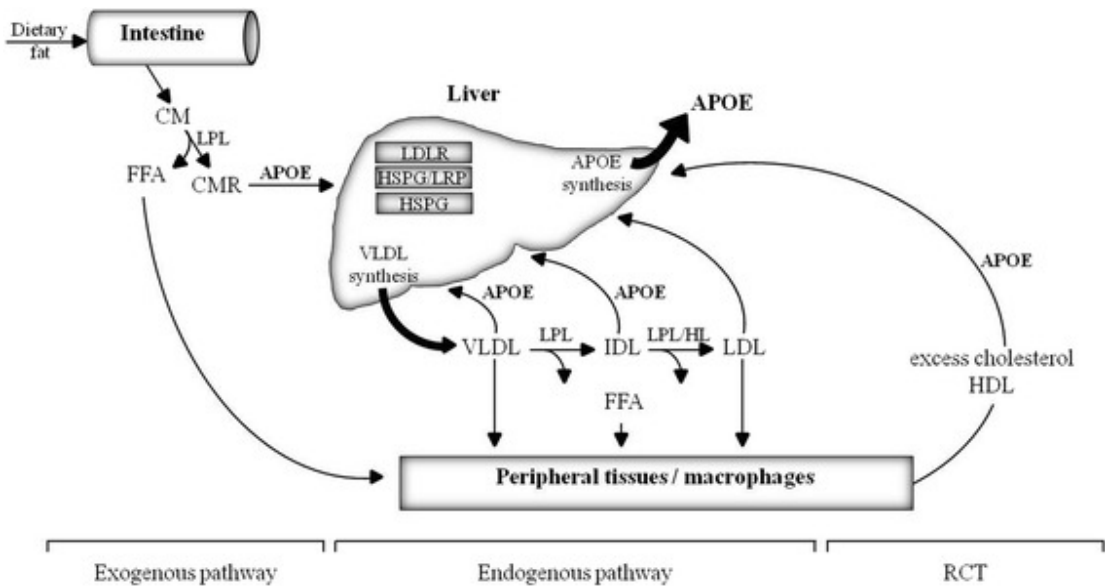 Dietary
fat
Intestine
CM
LPL
FFA
CMR
APOE
Liver
LDLR
HSPG/LRP
HSPG
APOE
synthesis
APOE
VLDL
synthesis
APOE
APOE
APOE
VLDL
LPL
IDL
LPL/HL
LDL
FFA
excess cholesterol
HDL
Peripheral tissues / macrophages
Exogenous pathway
Endogenous pathway
RCT